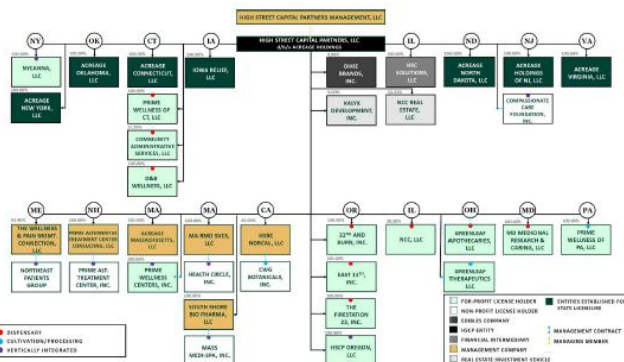 HIGH STREET CAPITAL PARTNERS MANAGEMENT, LLC
HIGH STREET CAPITAL PARTNERS, LLC
d/b/a ACREAGE HOLDINGS
NY
OK
CT
IA
IL
ND
NJ
VA
NYCANNA,
LLC
ACREAGE
OKLAHOMA,
LLC
ACREAGE
CONNECTICUT,
LLC
IOWA RELIEF,
LLC
DIXIE
BRANDS,
INC.
HSC
SOLUTIONS,
LLC
ACREAGE
NORTH
DAKOTA, LLC
ACREAGE
HOLDINGS
OF NJ, LLC
ACREAGE
VIRGINIA, LLC
ACREAGE
NEW YORK,
LLC
PRIME
WELLNESS OF
CT, LLC
KALYX
DEVELOPMENT,
INC.
NCC REAL
ESTATE,
LLC
COMPASSIONATE
CARE
FOUNDATION,
INC.
COMMUNITY
ADMINISTRATIVE
SERVICES, LLC
D&B
WELLNESS, LLC
ME
NH
MA
MA
CA
OR
IL
OH
MD
PA
THE WELLNESS
& PAIN MGMT.
CONNECTION,
LLC
PRIME ALTERNATIVE
TREATMENT CENTER
CONSULTING, LLC
ACREAGE
MASSACHUSETTS,
LLC
MA RMD SVCS,
LLC
HSRC
NORCAL, LLC
22ND AND
BURN, INC.
NCC, LLC
GREENLEAF
APOTHECARIES,
LLC
MD MEDICINAL
RESEARCH &
CARING, LLC
PRIME
WELLNESS OF
PA, LLC
NORTHEAST
PATIENTS
GROUP
PRIME ALT.
TREATMENT
CENTER, INC.
PRIME
WELLNESS
CENTERS, INC.
HEALTH CIRCLE,
INC.
CWG
BOTANICALS,
INC.
EAST 11TH,
INC.
GREENLEAF
THERAPEUTICS
LLC
SOUTH SHORE
BIO PHARMA,
LLC
THE
FIRESTATION
23, INC.
MASS
MEDI-SPA, INC.
HSCP OREGON,
LLC
DISPENSARY
CULTIVATION/PROCESSING
VERTICALLY INTEGRATED
FOR-PROFIT LICENSE HOLDER
NON-PROFIT LICENSE HOLDER
EDIBLES COMPANY
HSCP ENTITY
FINANCIAL INTERMEDIARY
MANAGEMENT COMPANY
REAL ESTATE INVESTMENT VEHICLE
ENTITIES ESTABLISHED FOR
STATE LICENSURE
MANAGEMENT CONTRACT
MANAGING MEMBER